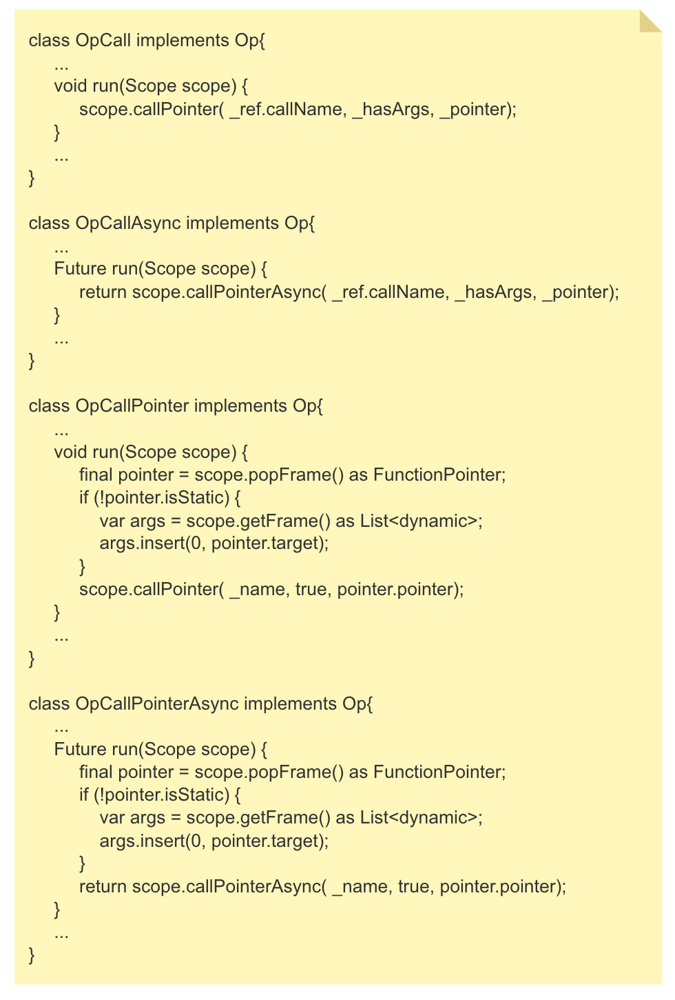 class OpCall implements Op{
...
void run(Scope scope) {
scope.callPointer( _ref.callName, _hasArgs, _pointer);
}
...
}
class OpCallAsync implements Op{
...
Future run(Scope scope) {
return scope.callPointerAsync( _ref.callName, _hasArgs, _pointer);
}
...
}
class OpCallPointer implements Op{
...
void run(Scope scope) {
final pointer = scope.popFrame() as FunctionPointer;
if (!pointer.isStatic) {
var args = scope.getFrame() as List<dynamic>;
args.insert(0, pointer.target);
}
scope.callPointer( _name, true, pointer.pointer);
}
...
}
class OpCallPointerAsync implements Op{
...
Future run(Scope scope) {
final pointer = scope.popFrame() as FunctionPointer;
if (!pointer.isStatic) {
var args = scope.getFrame() as List<dynamic>;
args.insert(0, pointer.target);
}
return scope.callPointerAsync( _name, true, pointer.pointer);
}
...
}